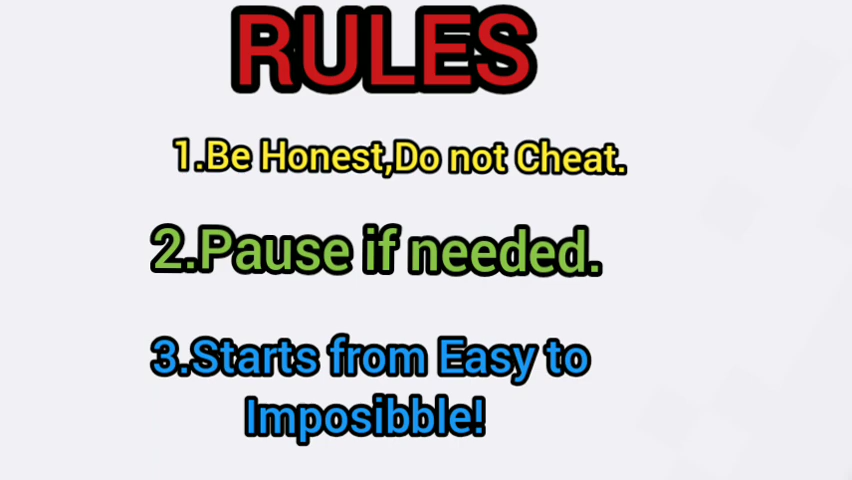 RULES
1.Be Honest,Do not Cheat.
2.Pause if needed.
3.Starts from Easy to
Imposibble!